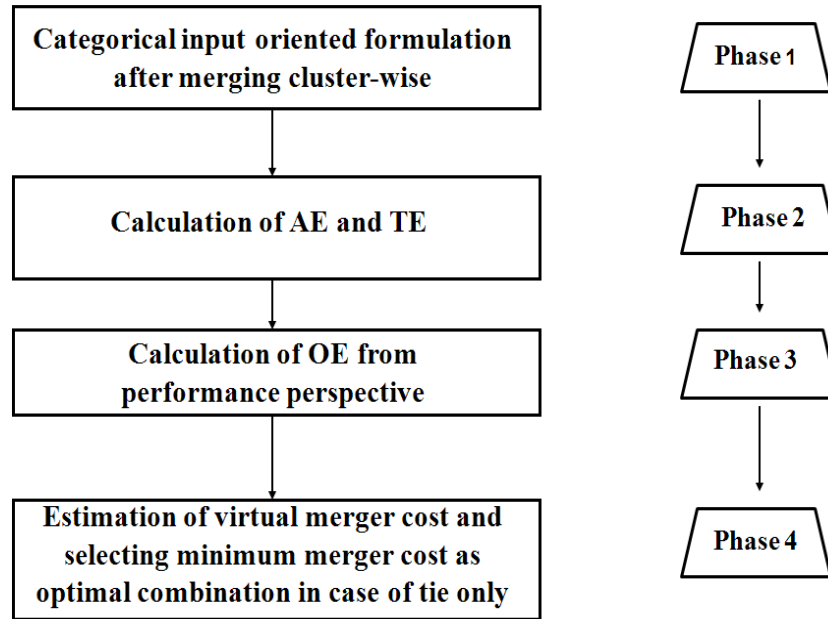 Categorical input oriented formulation
after merging cluster-wise
Phase 1
Calculation of AE and TE
Phase 2
Calculation of OE from
performance perspective
Phase 3
Estimation of virtual merger cost and
selecting minimum merger cost as
optimal combination in case of tie only
Phase 4